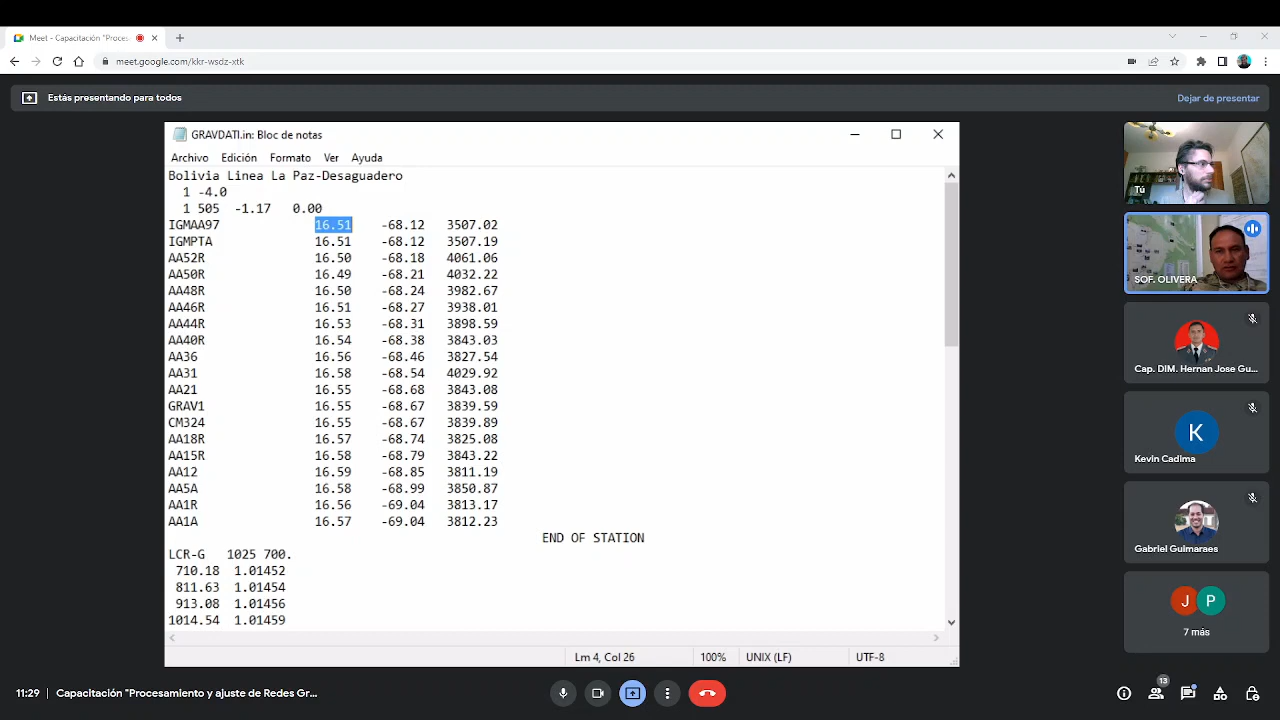 Meet - Capacitación "Proces
meet.google.com/kkr-wsdz-xtk
Estás presentando para todos
Dejar de presentar
GRAVDATI.in: Bloc de notas
Archivo Edición Formato Ver Ayuda
Bolivia Linea La Paz-Desaguadero
1 -4.0
1 505 -1.17 0.00
IGMAA97 16.51 -68.12 3507.02
IGMPTA 16.51 -68.12 3507.19
AA52R 16.50 -68.18 4061.06
AA50R 16.49 -68.21 4032.22
AA48R 16.50 -68.24 3982.67
AA46R 16.51 -68.27 3938.01
AA44R 16.53 -68.31 3898.59
AA40R 16.54 -68.38 3843.03
AA36 16.56 -68.46 3827.54
AA31 16.58 -68.54 4029.92
AA21 16.55 -68.68 3843.08
GRAV1 16.55 -68.67 3839.59
CM324 16.55 -68.67 3839.89
AA18R 16.57 -68.74 3825.08
AA15R 16.58 -68.79 3843.22
AA12 16.59 -68.85 3811.19
AA5A 16.58 -68.99 3850.87
AA1R 16.56 -69.04 3813.17
AA1A 16.57 -69.04 3812.23
END OF STATION
LCR-G 1025 700.
710.18 1.01452
811.63 1.01454
913.08 1.01456
1014.54 1.01459
Lm 4, Col 26 100% UNIX (LF) UTF-8
Tú
SOF. OLIVERA
Cap. DIM. Hernan Jose Gu...
K
Kevin Cadima
Gabriel Guimaraes
J P
7 más
11:29 Capacitación "Procesamiento y ajuste de Redes Gr...
13